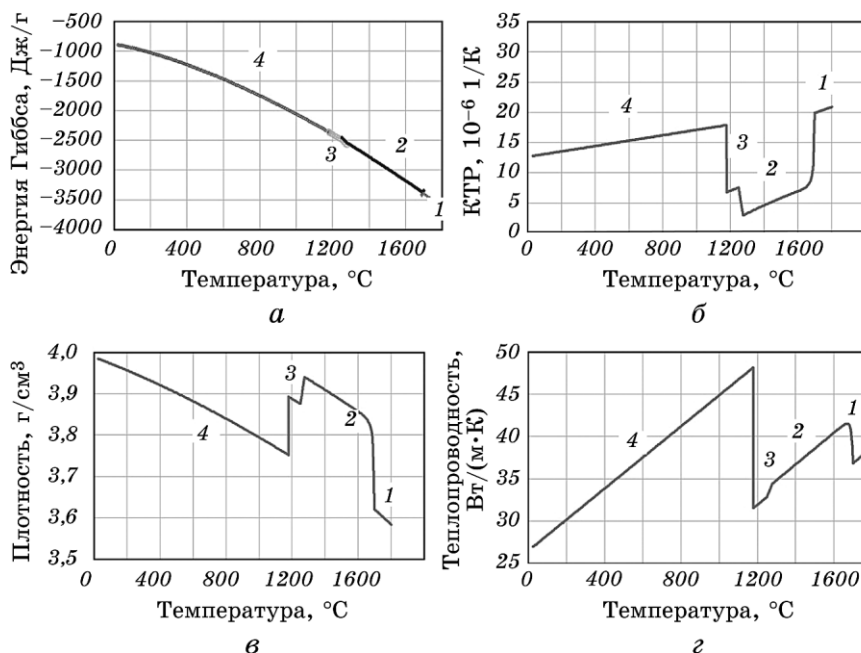 Энергия Гиббса, Дж/г
−500
−1000
−1500
−2000
−2500
−3000
−3500
−4000
4
3
2
1
0 400 800 1200 1600
Температура, °C
а
КТР, 10⁻⁶ 1/К
35
30
25
20
15
10
5
0
4
3
2
1
0 400 800 1200 1600
Температура, °C
б
Плотность, г/см³
4,0
3,9
3,8
3,7
3,6
3,5
4
3
2
1
0 400 800 1200 1600
Температура, °C
в
Теплопроводность,
Вт/(м·К)
50
45
40
35
30
25
4
3
2
1
0 400 800 1200 1600
Температура, °C
г